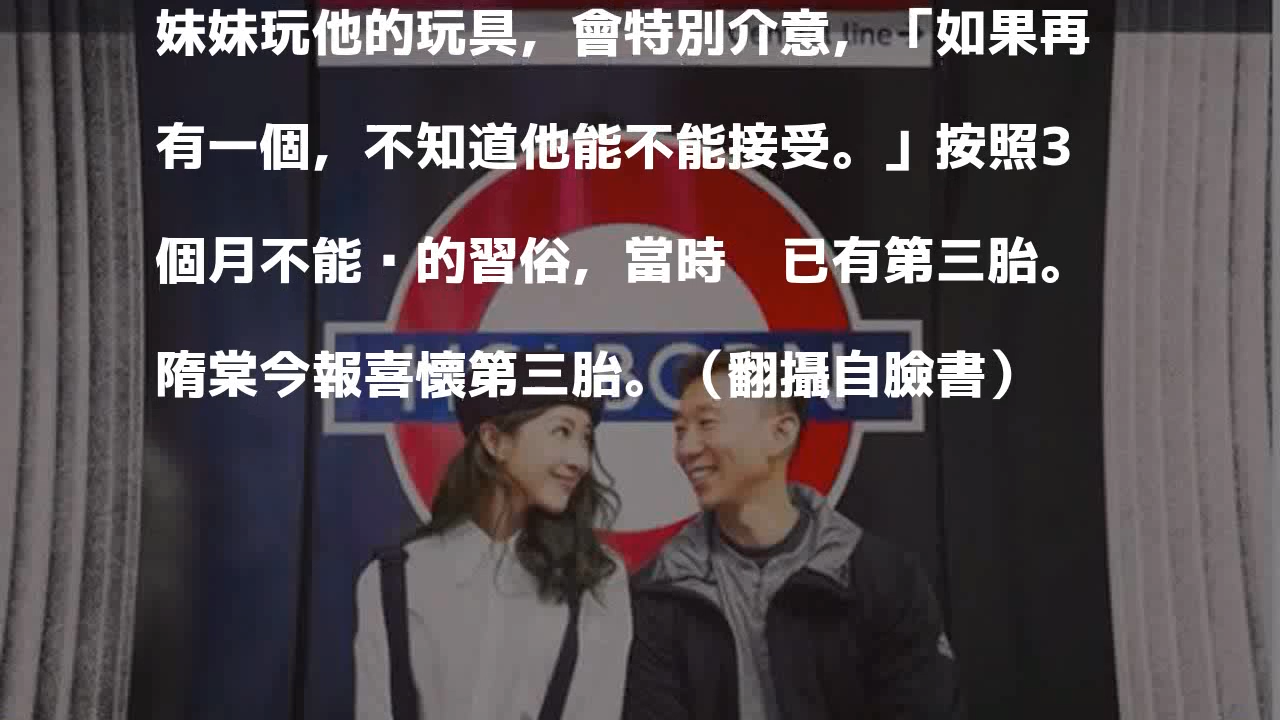 妹妹玩他的玩具，會特別介意，「如果再
line→
有一個，不知道他能不能接受。」按照3
個月不能·的習俗，當時　已有第三胎。
隋棠今報喜懷第三胎。（翻攝自臉書）
HOLBORN